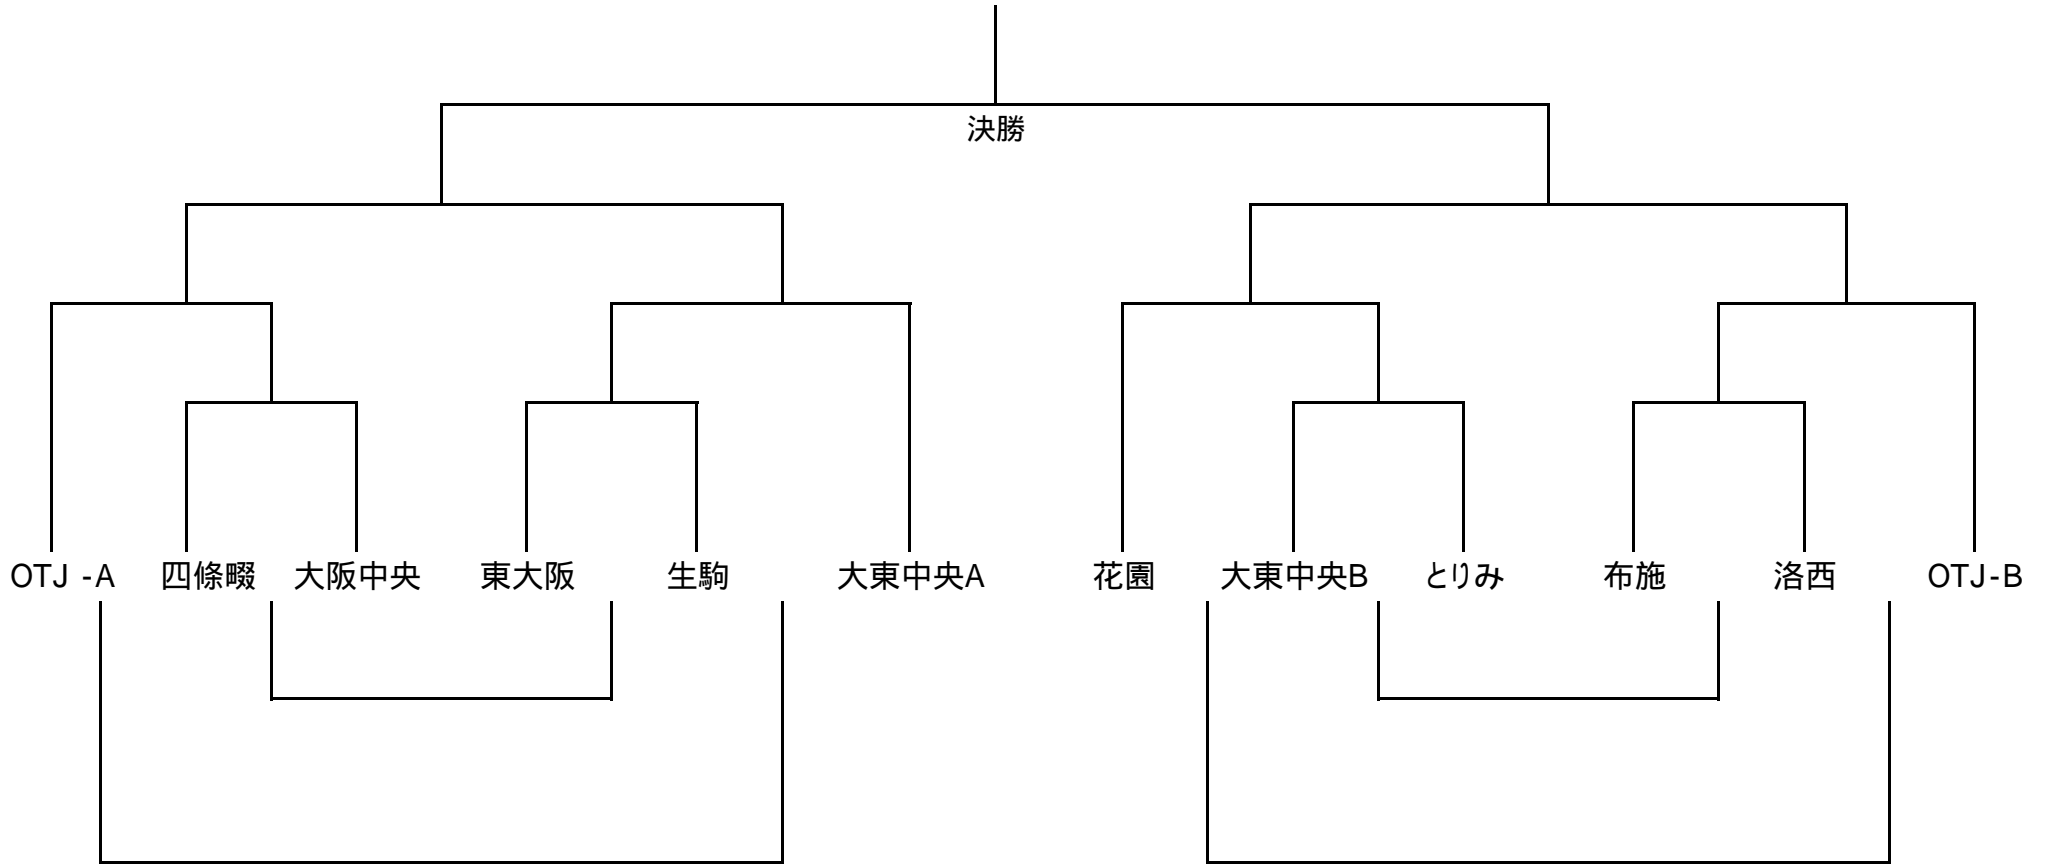 決勝
OTJ -A 四條畷 大阪中央 東大阪 生駒 大東中央A 花園 大東中央B とりみ 布施 洛西 OTJ-B